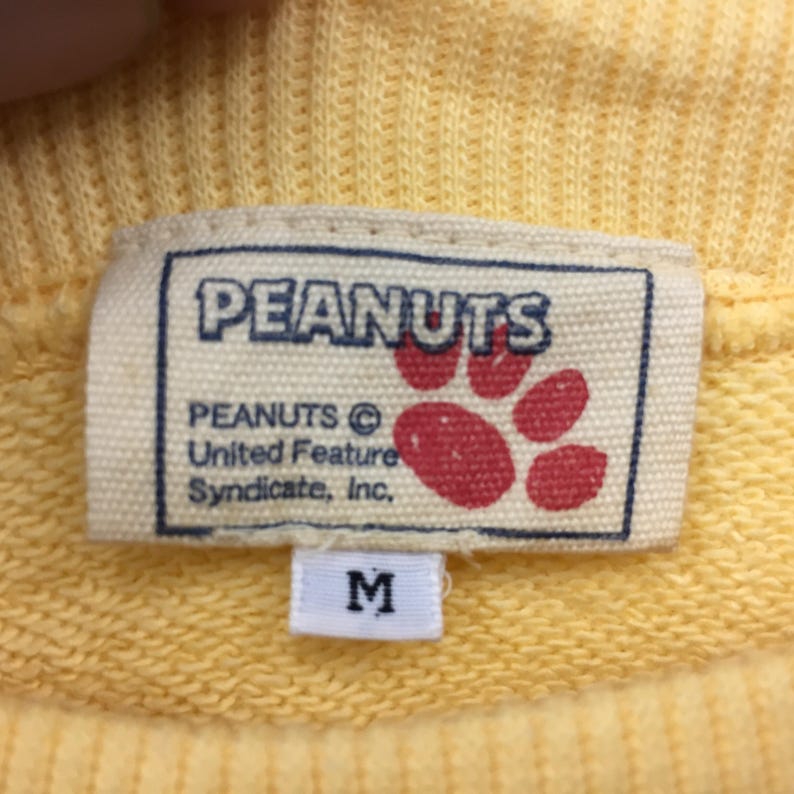 PEANUTS
PEANUTS ©
United Feature
Syndicate, Inc.
M